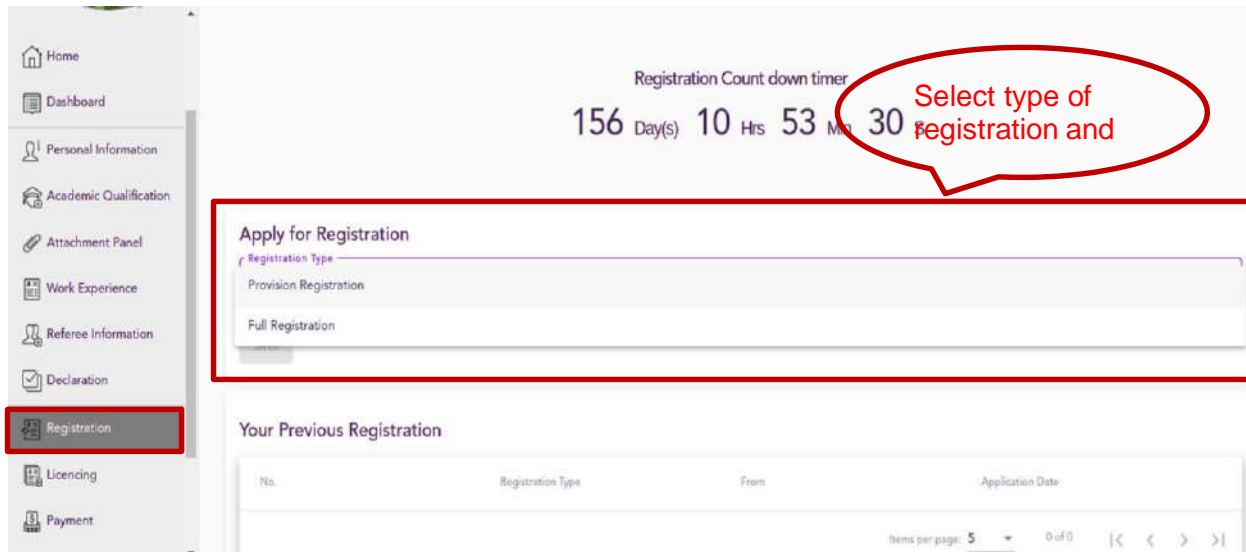 Home
Dashboard
Personal Information
Academic Qualification
Attachment Panel
Work Experience
Referee Information
Declaration
Registration
Licencing
Payment
Registration Count down timer
156 Day(s) 10 Hrs 53 Min 30
Select type of
registration and
Apply for Registration
Registration Type
Provision Registration
Full Registration
Your Previous Registration
No. Registration Type From Application Date
Items per page: 5 0 of 0 |< < > >|